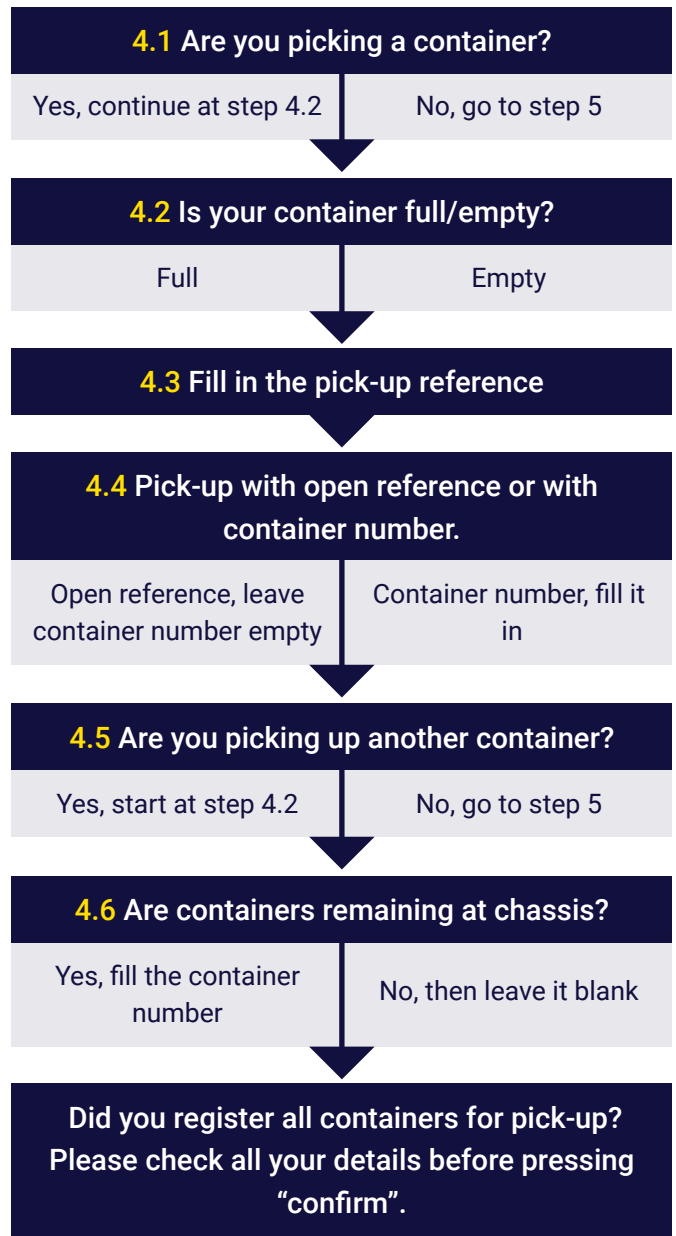 4.1 Are you picking a container?
Yes, continue at step 4.2
No, go to step 5
4.2 Is your container full/empty?
Full
Empty
4.3 Fill in the pick-up reference
4.4 Pick-up with open reference or with
container number.
Open reference, leave
container number empty
Container number, fill it
in
4.5 Are you picking up another container?
Yes, start at step 4.2
No, go to step 5
4.6 Are containers remaining at chassis?
Yes, fill the container
number
No, then leave it blank
Did you register all containers for pick-up?
Please check all your details before pressing
“confirm”.